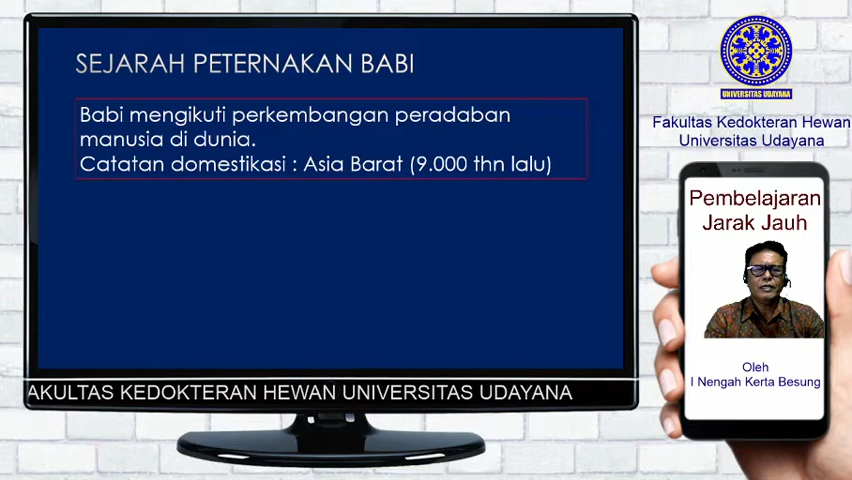 SEJARAH PETERNAKAN BABI
Babi mengikuti perkembangan peradaban
manusia di dunia.
Catatan domestikasi : Asia Barat (9.000 thn lalu)
AKULTAS KEDOKTERAN HEWAN UNIVERSITAS UDAYANA
UNIVERSITAS UDAYANA
Fakultas Kedokteran Hewan
Universitas Udayana
Pembelajaran
Jarak Jauh
Oleh
I Nengah Kerta Besung